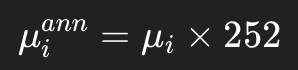 μ_i^{ann} = μ_i × 252